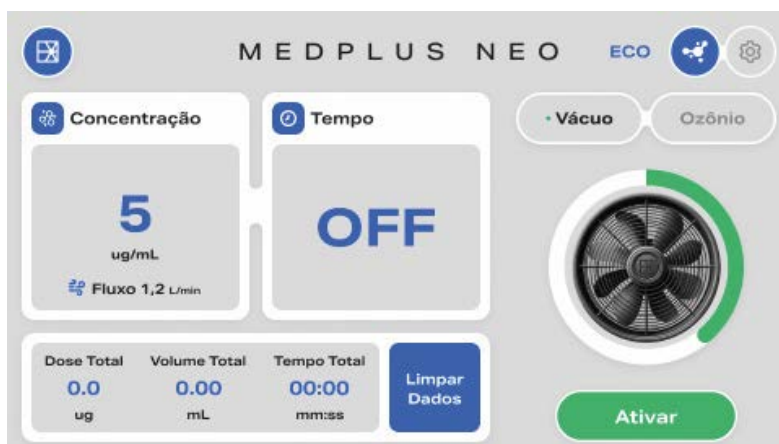 MEDPLUS NEO
ECO
Concentração
Tempo
• Vácuo
Ozônio
5
ug/mL
Fluxo 1,2 L/min
OFF
Dose Total
Volume Total
Tempo Total
0.0
0.00
00:00
ug
mL
mm:ss
Limpar
Dados
Ativar